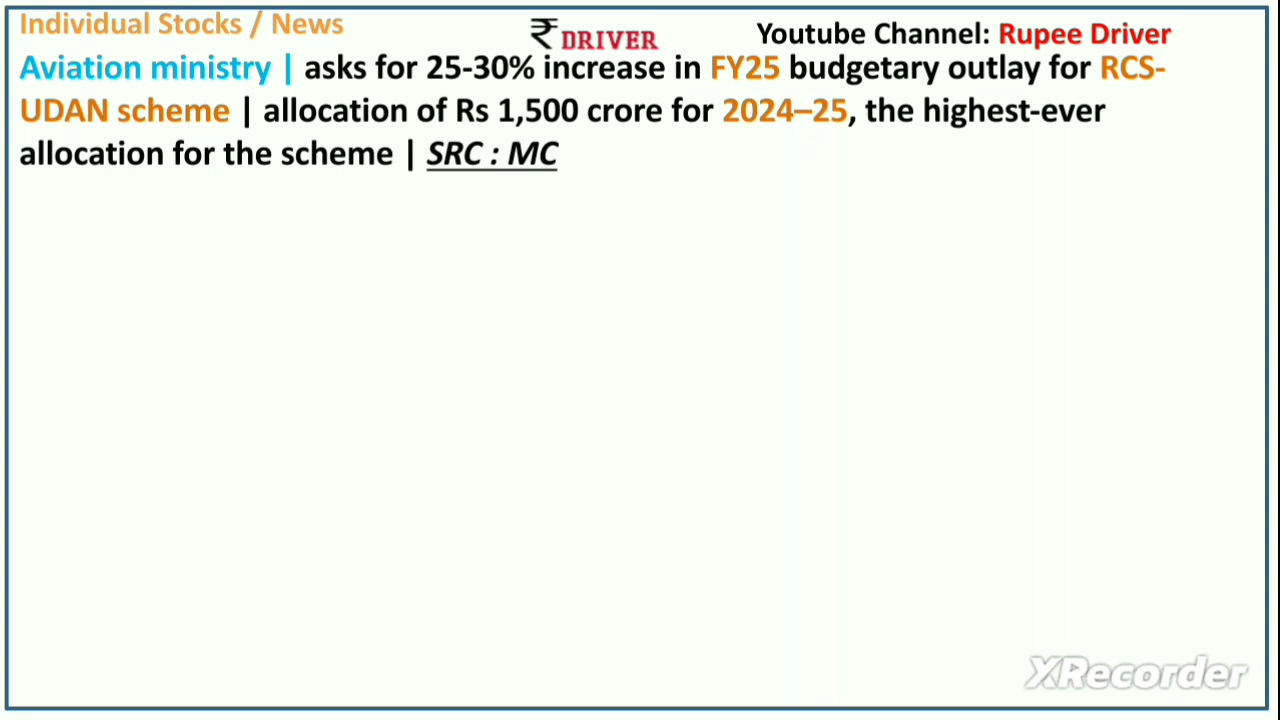 Individual Stocks / News
₹ DRIVER
Youtube Channel: Rupee Driver
Aviation ministry | asks for 25-30% increase in FY25 budgetary outlay for RCS-
UDAN scheme | allocation of Rs 1,500 crore for 2024–25, the highest-ever
allocation for the scheme | SRC : MC
XRecorder